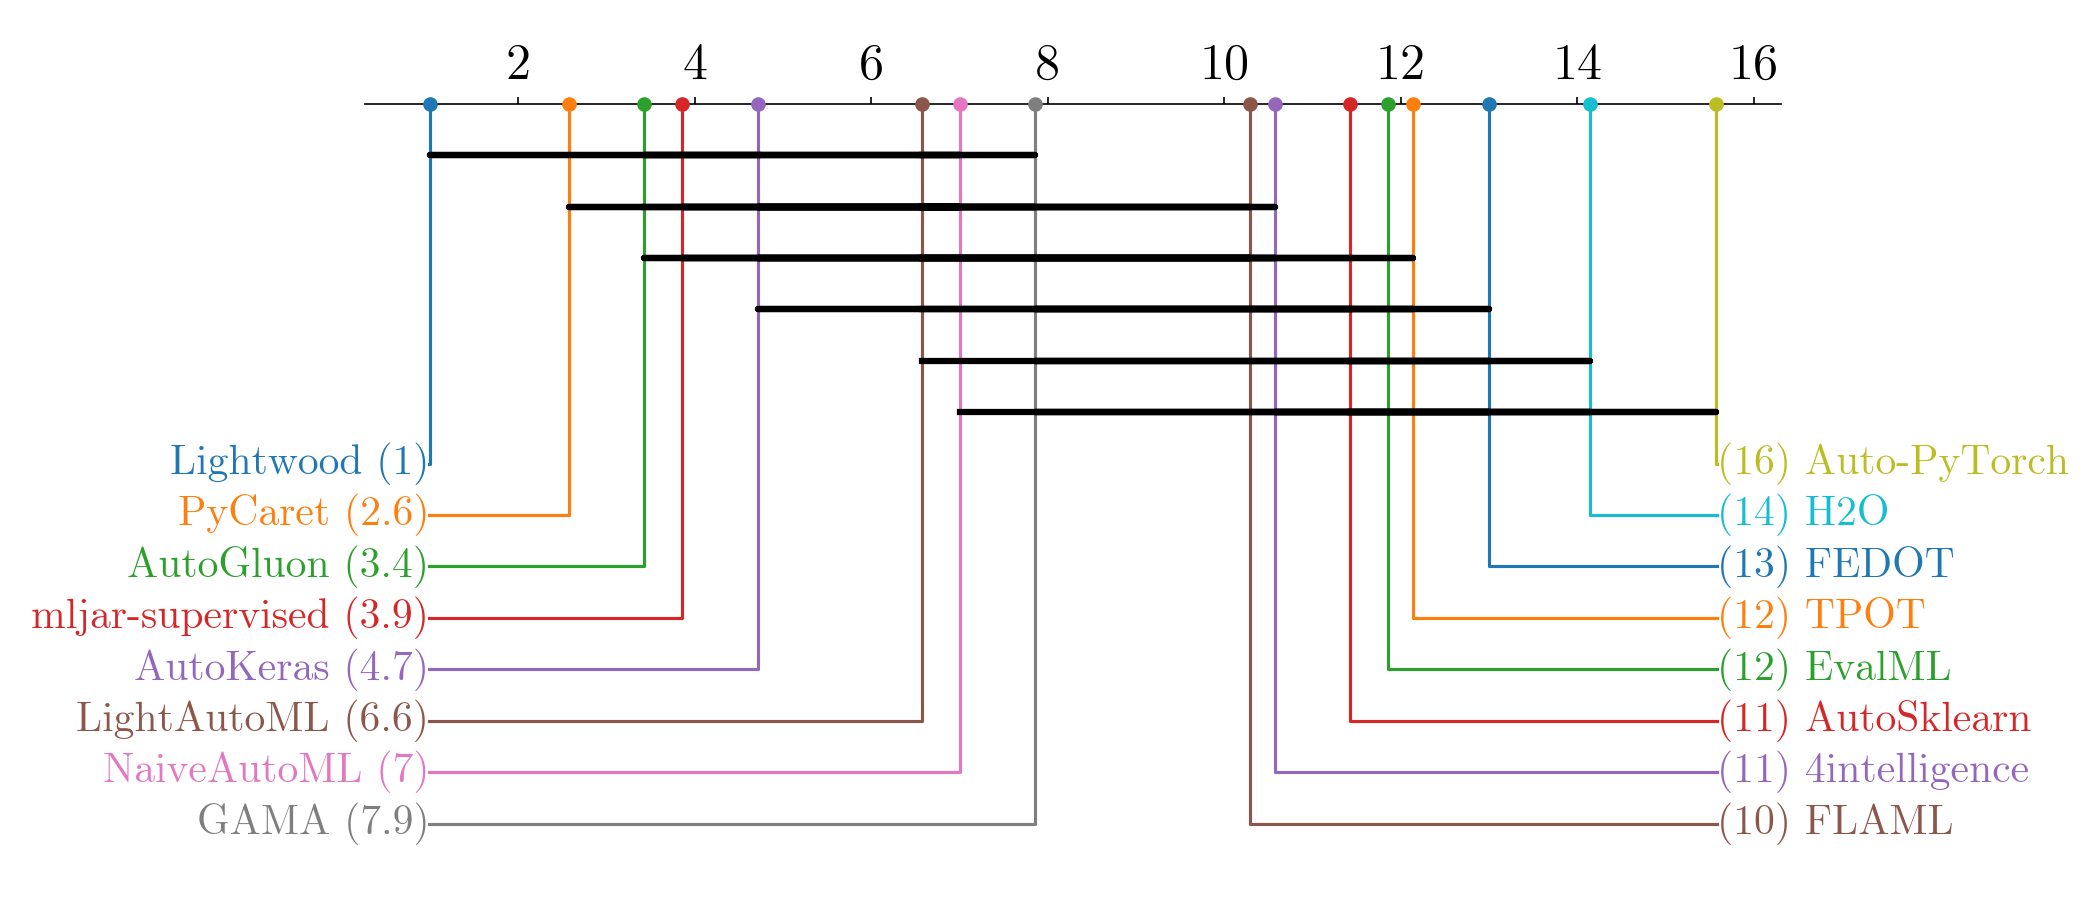 2 4 6 8 10 12 14 16
Lightwood (1)
(16) Auto-PyTorch
PyCaret (2.6)
(14) H2O
AutoGluon (3.4)
(13) FEDOT
mljar-supervised (3.9)
(12) TPOT
AutoKeras (4.7)
(12) EvalML
LightAutoML (6.6)
(11) AutoSklearn
NaiveAutoML (7)
(11) 4intelligence
GAMA (7.9)
(10) FLAML